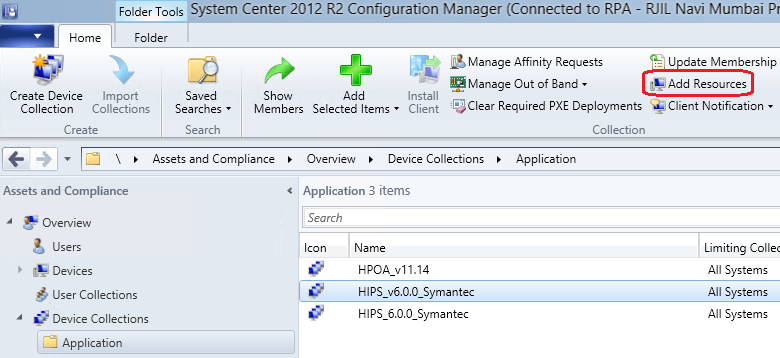 Folder Tools System Center 2012 R2 Configuration Manager (Connected to RPA - RJIL Navi Mumbai Pr
Home Folder
Create Device Collection
Import Collections
Saved Searches
Show Members
Add Selected Items
Install Client
Manage Affinity Requests
Manage Out of Band
Clear Required PXE Deployments
Update Membership
Add Resources
Client Notification
Create Search Collection
\ Assets and Compliance Overview Device Collections Application
Assets and Compliance
Overview
Users
Devices
User Collections
Device Collections
Application
Application 3 items
Search
Icon Name Limiting Collec
HPOA_v11.14 All Systems
HIPS_v6.0.0_Symantec All Systems
HIPS_6.0.0_Symantec All Systems